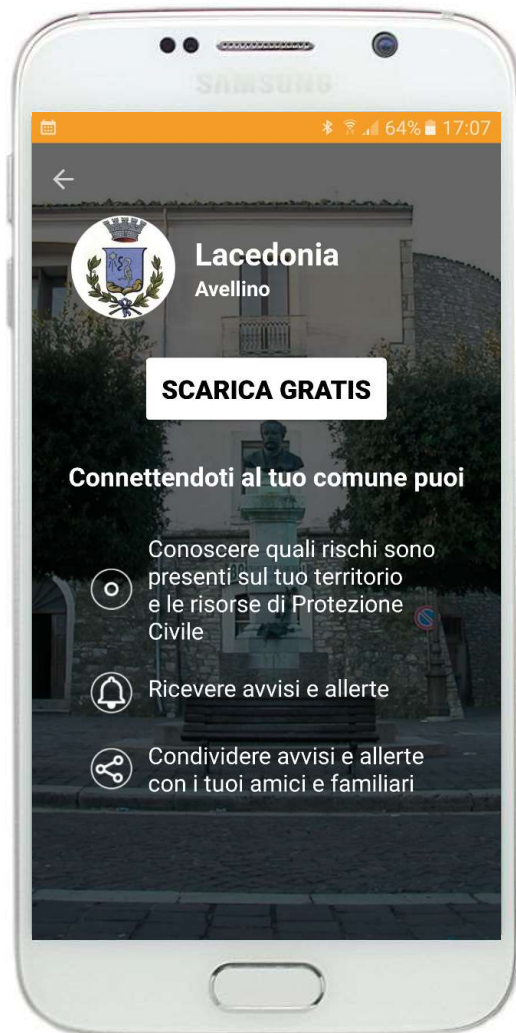 SAMSUNG
64% 17:07
Lacedonia
Avellino
SCARICA GRATIS
Connettendoti al tuo comune puoi
Conoscere quali rischi sono
presenti sul tuo territorio
e le risorse di Protezione
Civile
Ricevere avvisi e allerte
Condividere avvisi e allerte
con i tuoi amici e familiari